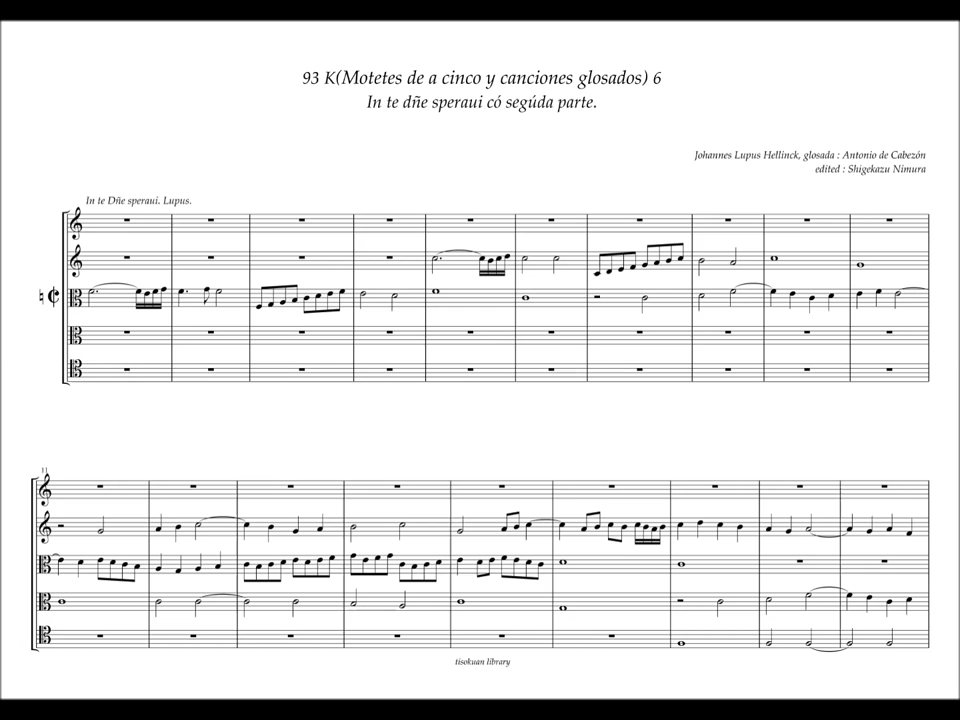 93 K(Motetes de a cinco y canciones glosados) 6
In te dñe speraui có segúda parte.
Johannes Lupus Hellinck, glosada : Antonio de Cabezón
edited : Shigekazu Nimura
In te Dñe speraui. Lupus.
11
tisokuan library